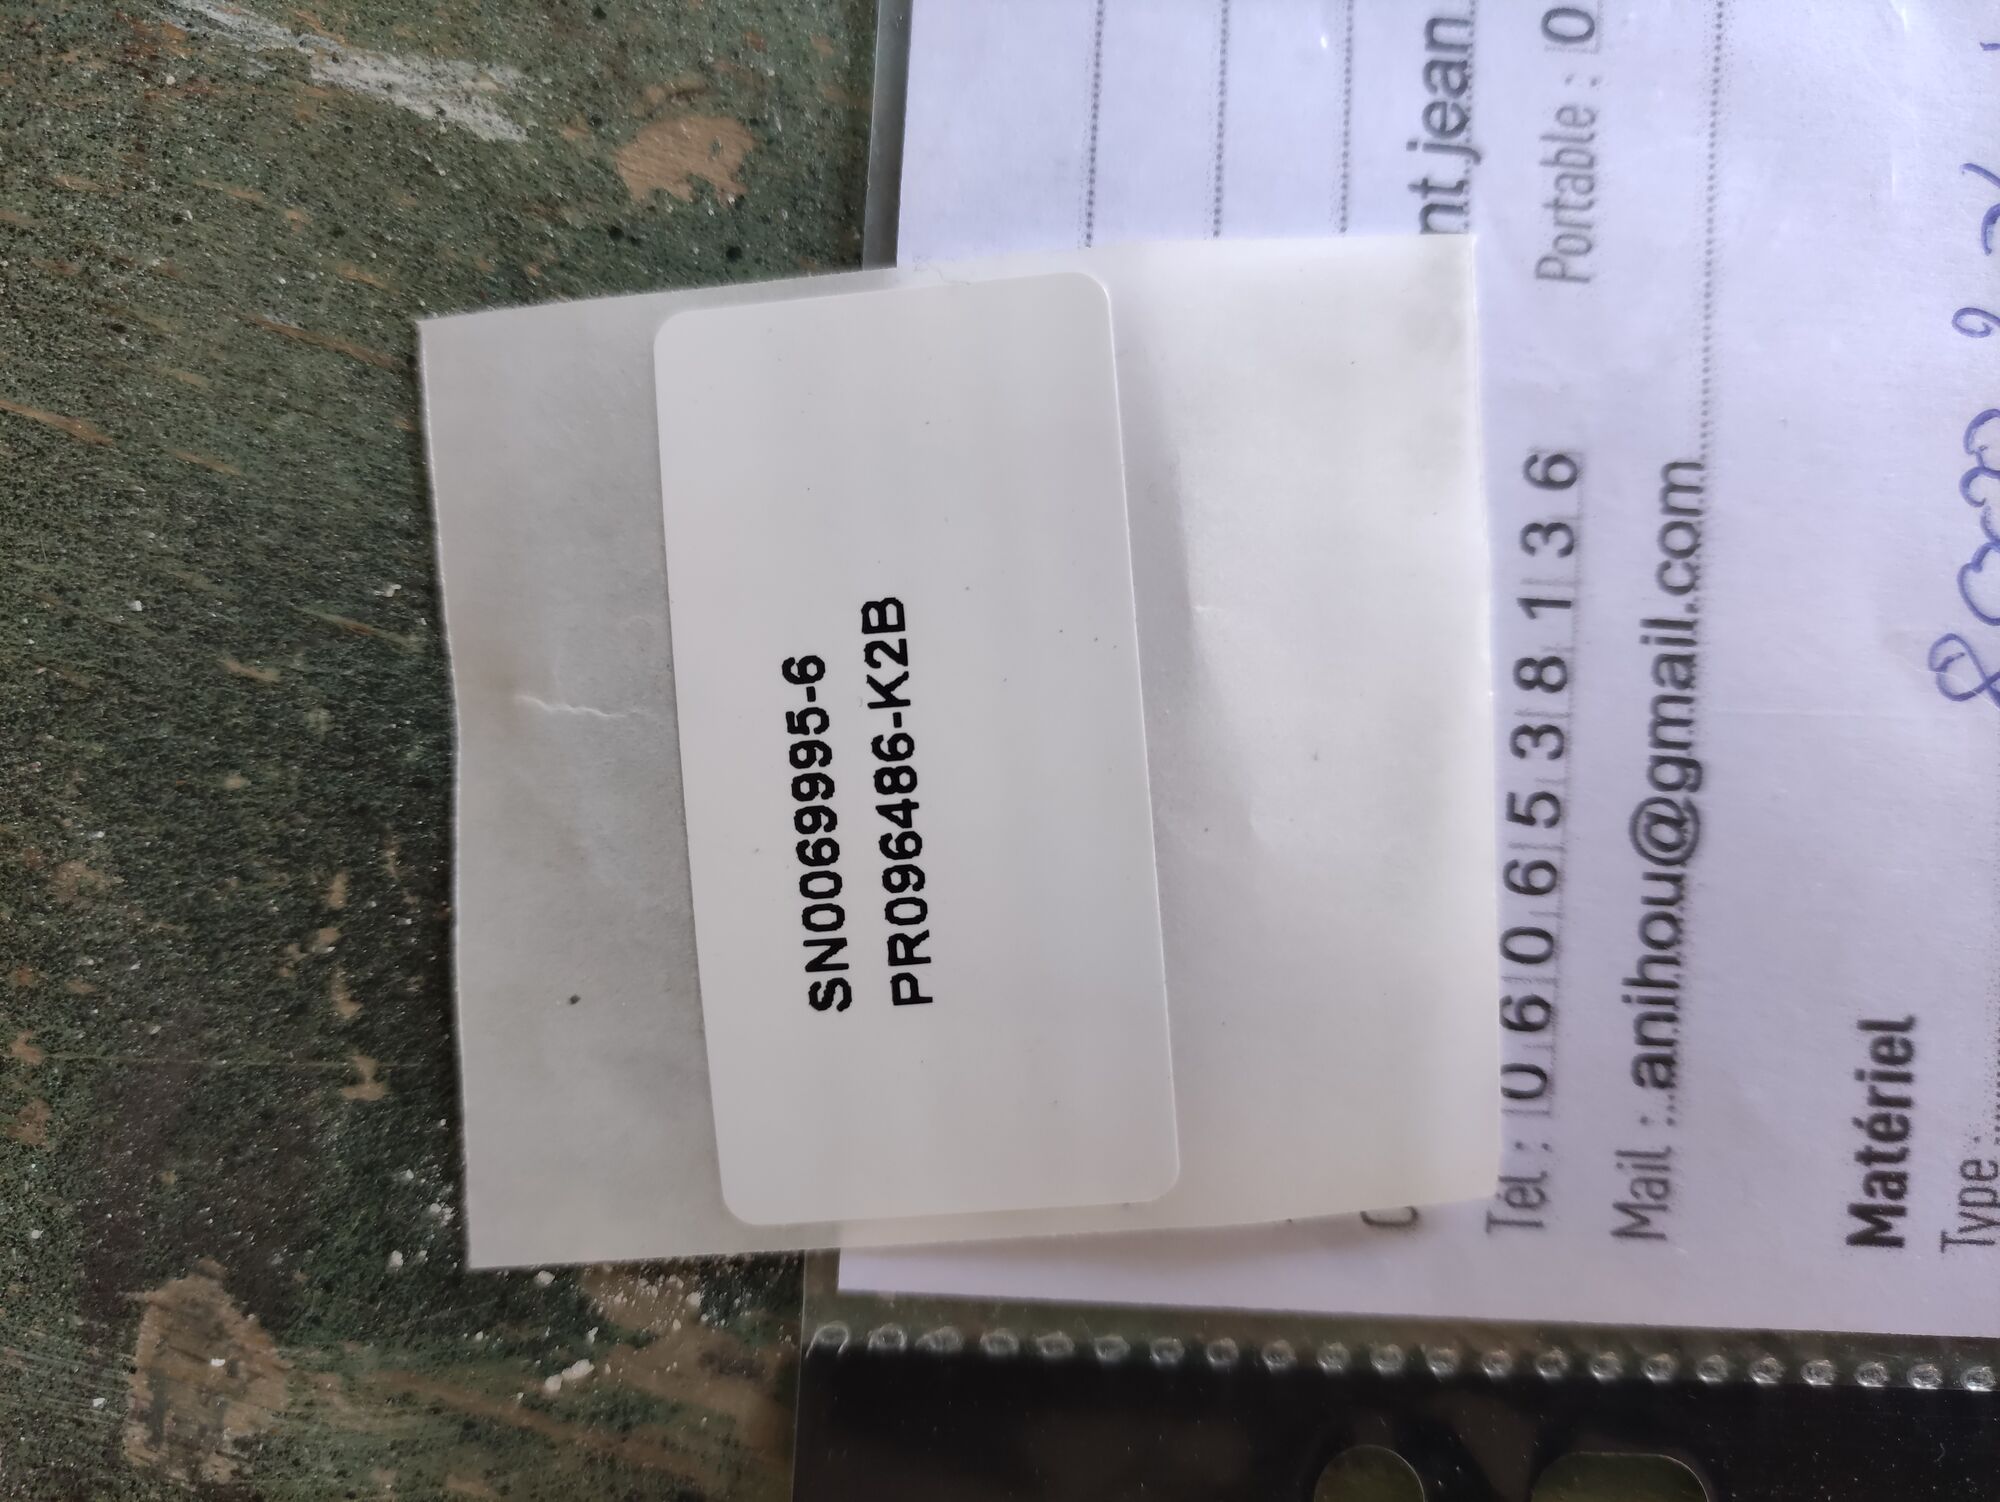 SN0069995-6
PR096486-K2B
nt.jean
Tél : 0 6 0 6 5 3 8 1 3 6 Portable : 0
Mail : anihou@gmail.com
Matériel
Type :